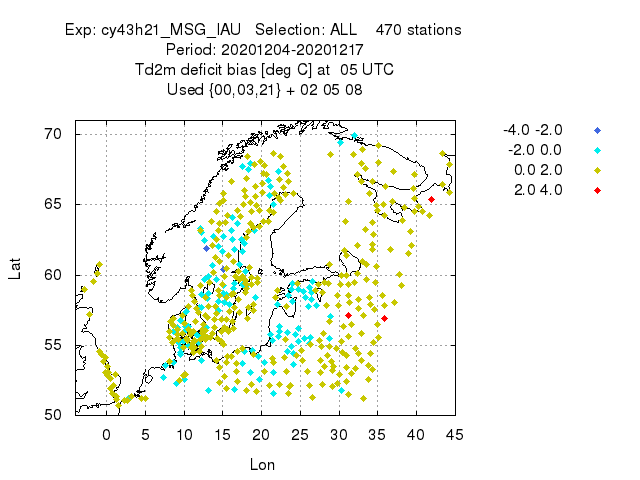 Exp: cy43h21_MSG_IAU   Selection: ALL    470 stations
Period: 20201204-20201217
Td2m deficit bias [deg C] at  05 UTC
Used {00,03,21} + 02 05 08
-4.0 -2.0
-2.0 0.0
0.0 2.0
2.0 4.0
70
65
60
55
50
Lat
0 5 10 15 20 25 30 35 40 45
Lon